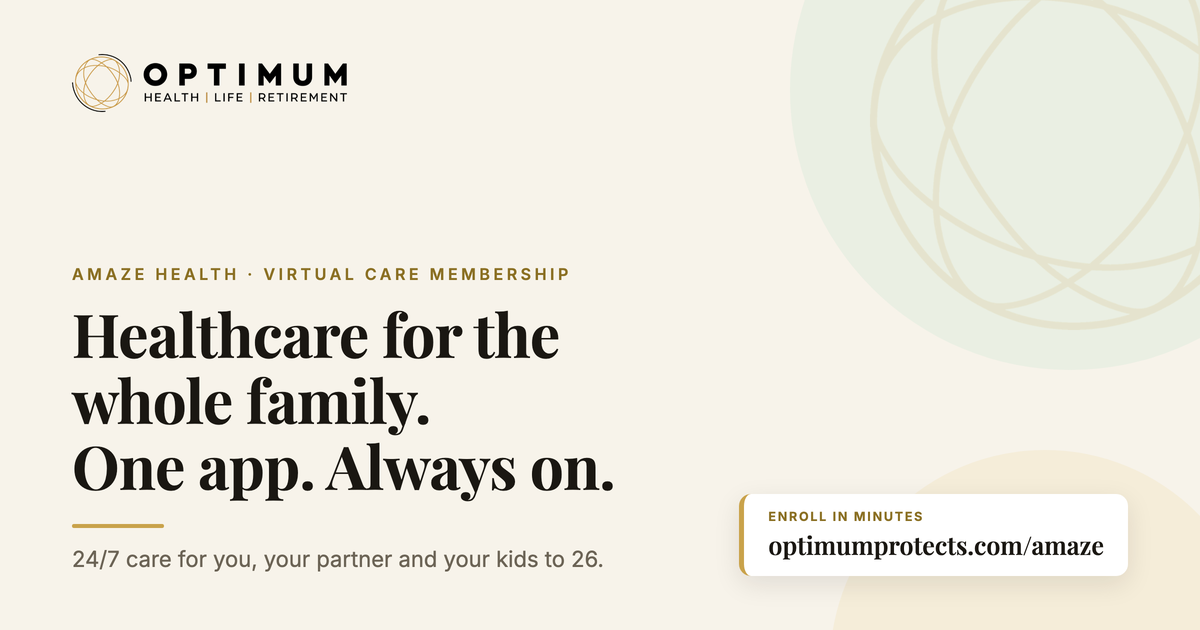 OPTIMUM
HEALTH | LIFE | RETIREMENT
AMAZE HEALTH · VIRTUAL CARE MEMBERSHIP
Healthcare for the
whole family.
One app. Always on.
24/7 care for you, your partner and your kids to 26.
ENROLL IN MINUTES
optimumprotects.com/amaze